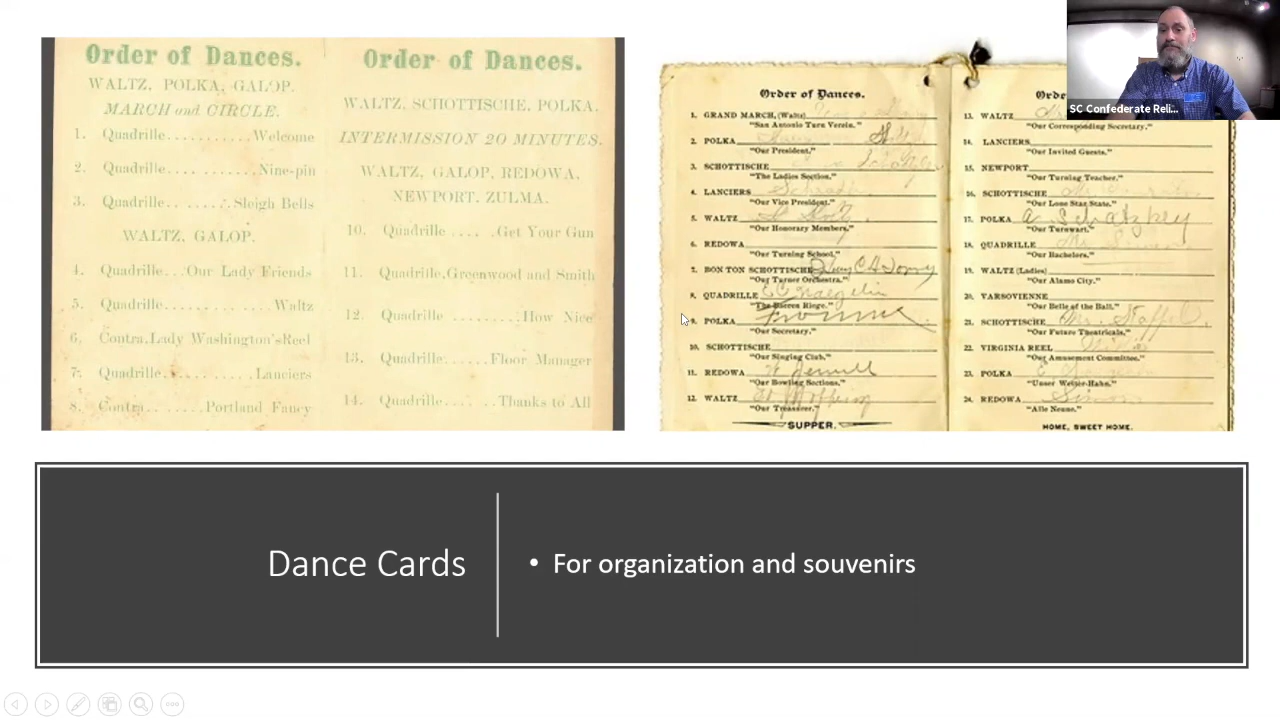 Order of Dances.
WALTZ, POLKA, GALOP,
MARCH and CIRCLE.
1. Quadrille..........Welcome
2. Quadrille..........Nine-pin
3. Quadrille.......Sleigh Bells
WALTZ, GALOP.
4. Quadrille...Our Lady Friends
5. Quadrille............Waltz
6. Contra.Lady Washington'sReel
7. Quadrille..........Lanciers
8. Contra.......Portland Fancy
Order of Dances.
WALTZ, SCHOTTISCHE, POLKA.
INTERMISSION 20 MINUTES.
WALTZ, GALOP, REDOWA,
NEWPORT, ZULMA.
10. Quadrille .....Get Your Gun
11. Quadrille.Greenwood and Smith
12. Quadrille .........How Nice
13. Quadrille......Floor Manager
14. Quadrille.......Thanks to All
Order of Dances.
1. GRAND MARCH, (Waltz)
"San Antonio Turn Verein."
2. POLKA
"Our President."
3. SCHOTTISCHE
"The Ladies Section."
4. LANCIERS
"Our Vice President."
5. WALTZ
"Our Honorary Members."
6. REDOWA
"Our Turning School."
7. BON TON SCHOTTISCHE
"Our Turner Orchestra."
8. QUADRILLE
9. POLKA
"Our Secretary."
10. SCHOTTISCHE
"Our Singing Club."
11. REDOWA
"Our Bowling Sections."
12. WALTZ
"Our Treasurer."
SUPPER.
Orde
13. WALTZ
"Our Corresponding Secretary."
14. LANCIERS
"Our Invited Guests."
15. NEWPORT
"Our Turning Teacher."
16. SCHOTTISCHE
"Our Lone Star State."
17. POLKA
"Our Turnwart."
18. QUADRILLE
"Our Bachelors."
19. WALTZ (Ladies)
"Our Alamo City."
20. VARSOVIENNE
"Our Belle of the Ball."
21. SCHOTTISCHE
"Our Future Theatricals."
22. VIRGINIA REEL
"Our Amusement Committee."
23. POLKA
24. REDOWA
"Alle Neune."
HOME, SWEET HOME.
SC Confederate Reli...
Dance Cards
• For organization and souvenirs